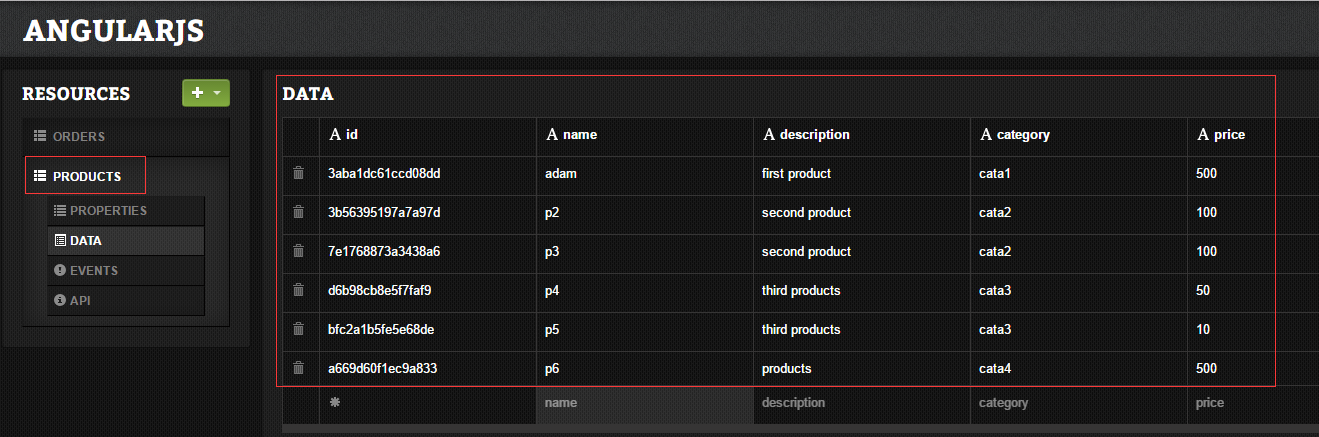 ANGULARJS
RESOURCES
ORDERS
PRODUCTS
PROPERTIES
DATA
EVENTS
API
DATA
A id A name A description A category A price
3aba1dc61ccd08dd adam first product cata1 500
3b56395197a7a97d p2 second product cata2 100
7e1768873a3438a6 p3 second product cata2 100
d6b98cb8e5f7faf9 p4 third products cata3 50
bfc2a1b5fe5e68de p5 third products cata3 10
a669d60f1ec9a833 p6 products cata4 500
name description category price